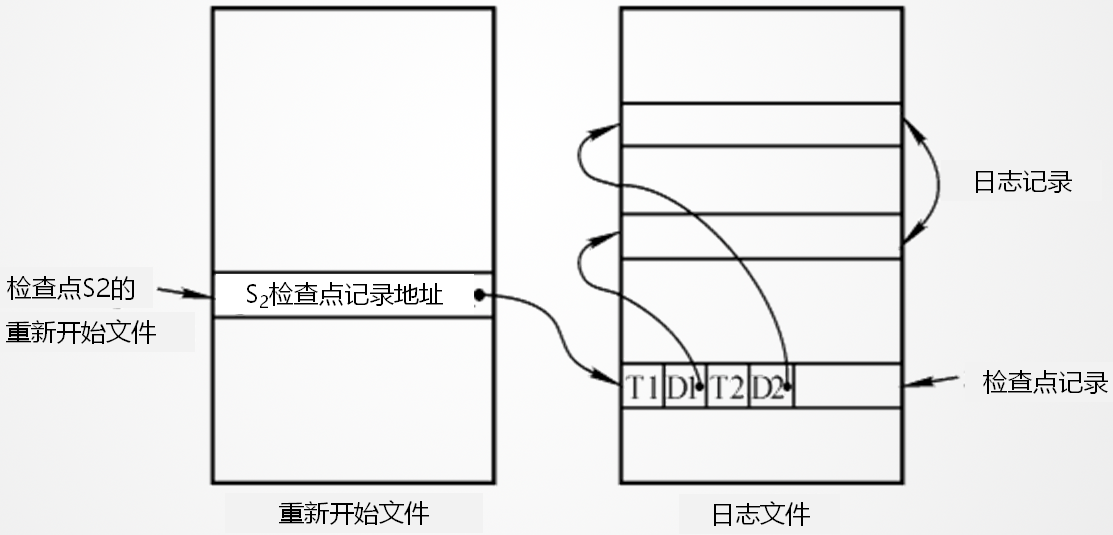 日志记录
检查点S2的
重新开始文件
S₂检查点记录地址
T1 D1 T2 D2
检查点记录
重新开始文件
日志文件